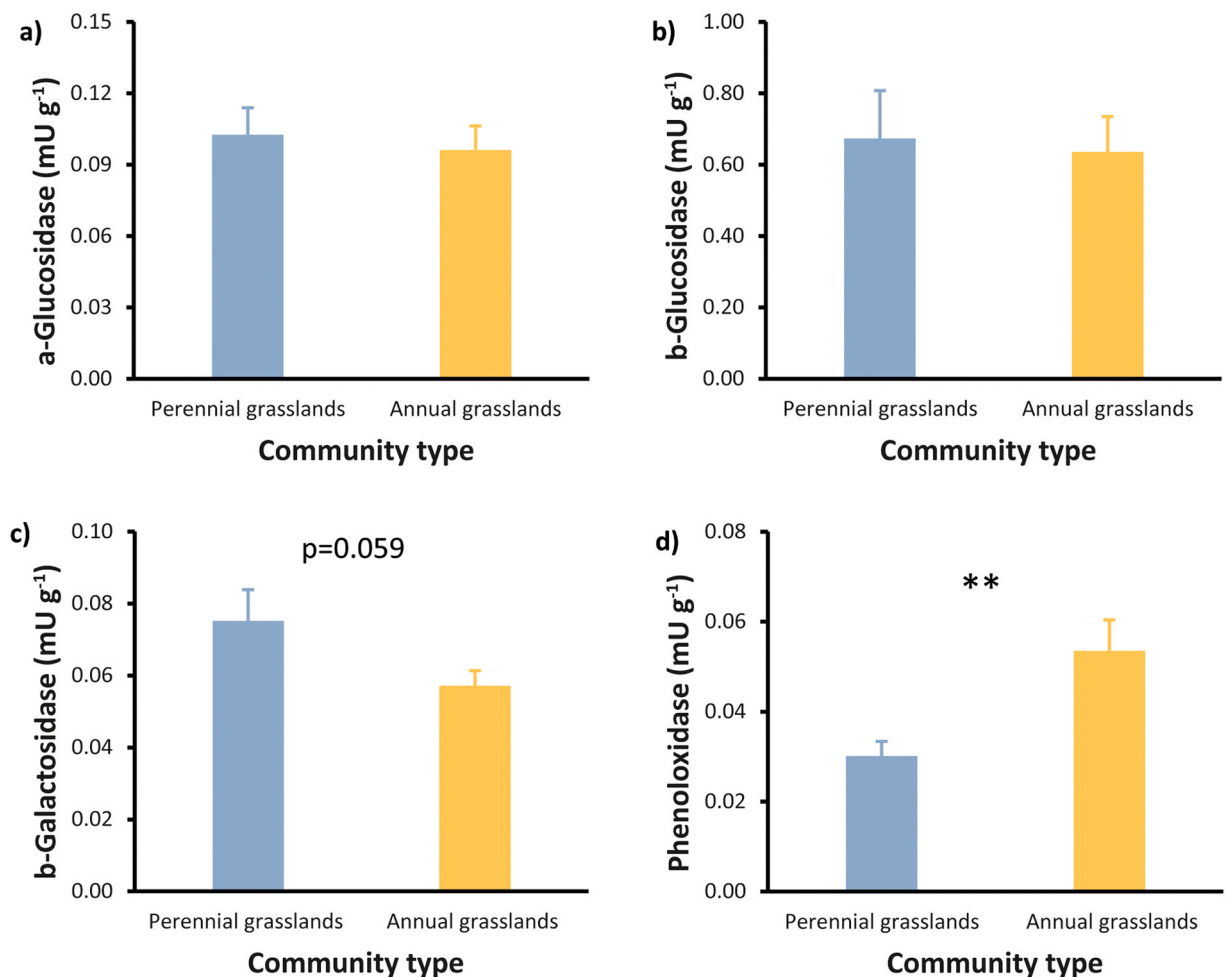 a)
a-Glucosidase (mU g-1)
0.15
0.12
0.09
0.06
0.03
0.00
Perennial grasslands Annual grasslands
Community type
b)
b-Glucosidase (mU g-1)
1.00
0.80
0.60
0.40
0.20
0.00
Perennial grasslands Annual grasslands
Community type
c)
b-Galactosidase (mU g-1)
0.10
0.08
0.06
0.04
0.02
0.00
p=0.059
Perennial grasslands Annual grasslands
Community type
d)
Phenoloxidase (mU g-1)
0.08
0.06
0.04
0.02
0.00
**
Perennial grasslands Annual grasslands
Community type